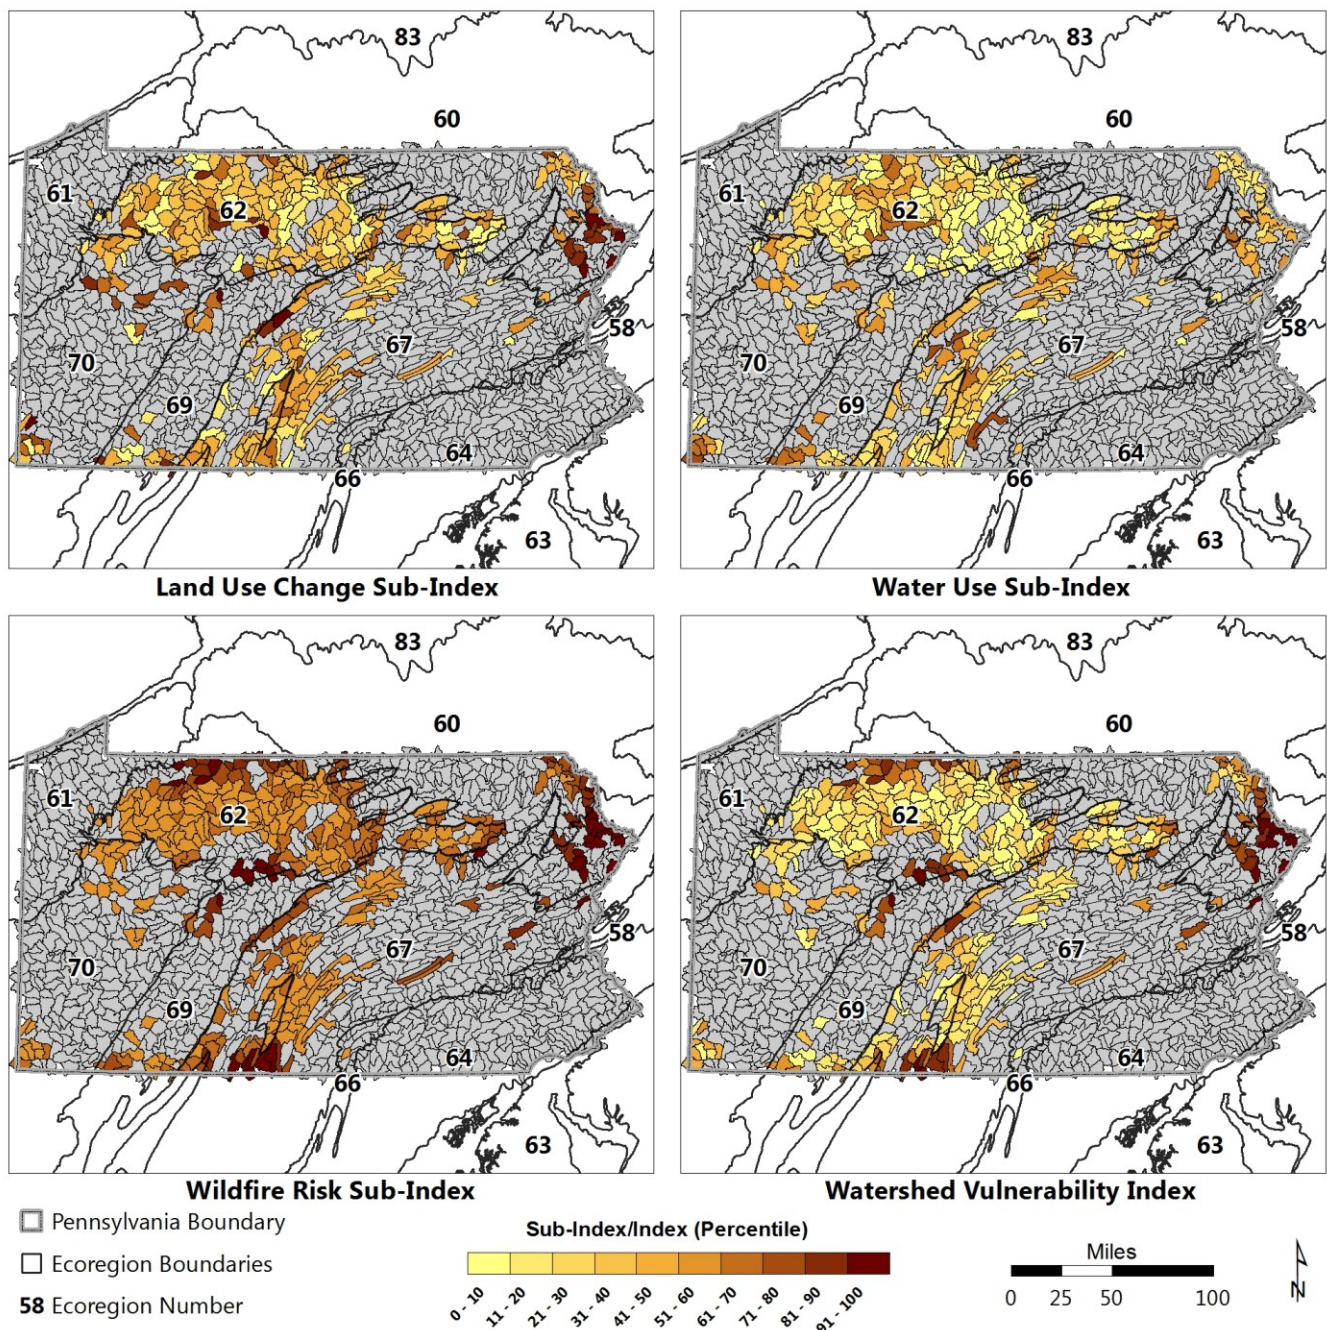 83
83
60
60
61
62
61
62
58
58
67
67
70
70
69
69
64
64
66
66
63
63
Land Use Change Sub-Index
Water Use Sub-Index
83
83
60
60
61
62
61
62
58
58
67
67
70
70
69
69
64
64
66
66
63
63
Wildfire Risk Sub-Index
Watershed Vulnerability Index
Pennsylvania Boundary
Ecoregion Boundaries
58 Ecoregion Number
Sub-Index/Index (Percentile)
0 - 10
11 - 20
21 - 30
31 - 40
41 - 50
51 - 60
61 - 70
71 - 80
81 - 90
91 - 100
Miles
0 25 50 100
N